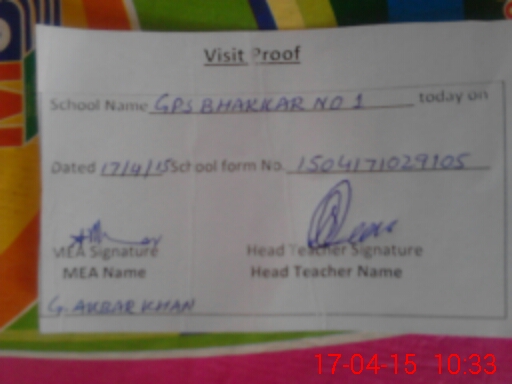 Visit Proof
School Name GPS BHAKKAR NO 1 today on
Dated 17/4/15 School form No. 1504171029105
MEA Signature Head Teacher Signature
MEA Name Head Teacher Name
G. AKBAR KHAN
17-04-15 10:33